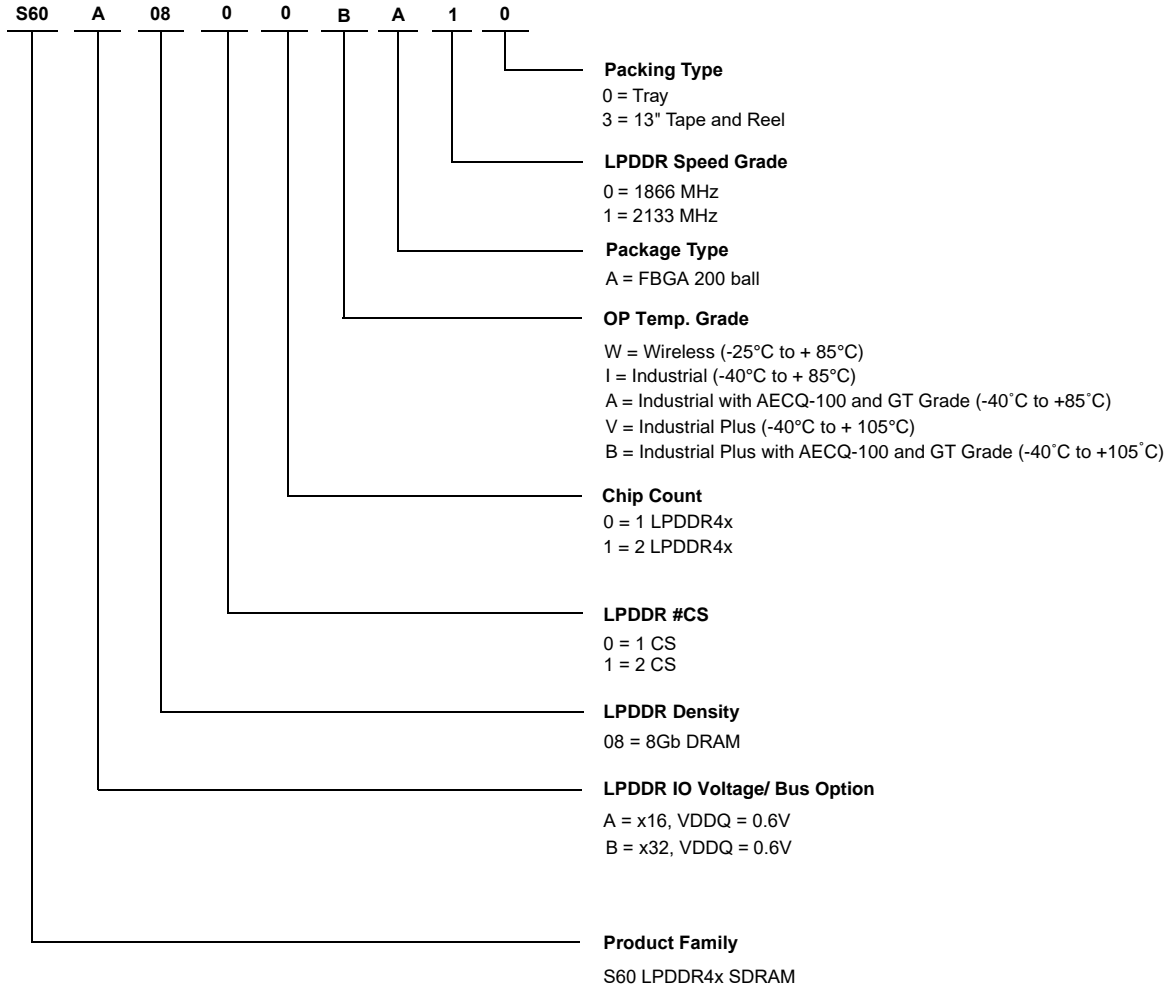 S60 A 08 0 0 B A 1 0
Packing Type
0 = Tray
3 = 13" Tape and Reel
LPDDR Speed Grade
0 = 1866 MHz
1 = 2133 MHz
Package Type
A = FBGA 200 ball
OP Temp. Grade
W = Wireless (-25°C to + 85°C)
I = Industrial (-40°C to + 85°C)
A = Industrial with AECQ-100 and GT Grade (-40˚C to +85˚C)
V = Industrial Plus (-40°C to + 105°C)
B = Industrial Plus with AECQ-100 and GT Grade (-40˚C to +105˚C)
Chip Count
0 = 1 LPDDR4x
1 = 2 LPDDR4x
LPDDR #CS
0 = 1 CS
1 = 2 CS
LPDDR Density
08 = 8Gb DRAM
LPDDR IO Voltage/ Bus Option
A = x16, VDDQ = 0.6V
B = x32, VDDQ = 0.6V
Product Family
S60 LPDDR4x SDRAM